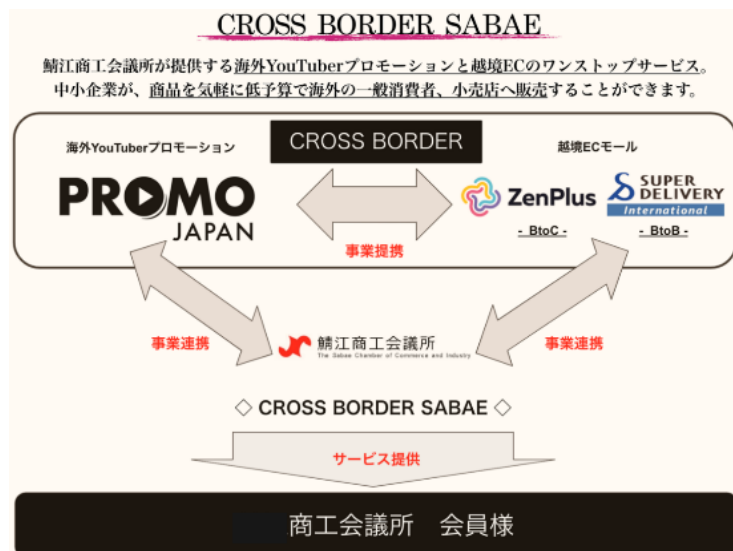 CROSS BORDER SABAE
鯖江商工会議所が提供する海外YouTuberプロモーションと越境ECのワンストップサービス。
中小企業が、商品を気軽に低予算で海外の一般消費者、小売店へ販売することができます。
海外YouTuberプロモーション
CROSS BORDER
越境ECモール
PROMO
JAPAN
ZenPlus
- BtoC -
SUPER
DELIVERY
International
- BtoB -
事業提携
事業連携
鯖江商工会議所
The Sabae Chamber of Commerce and Industry
事業連携
◇ CROSS BORDER SABAE ◇
サービス提供
商工会議所 会員様